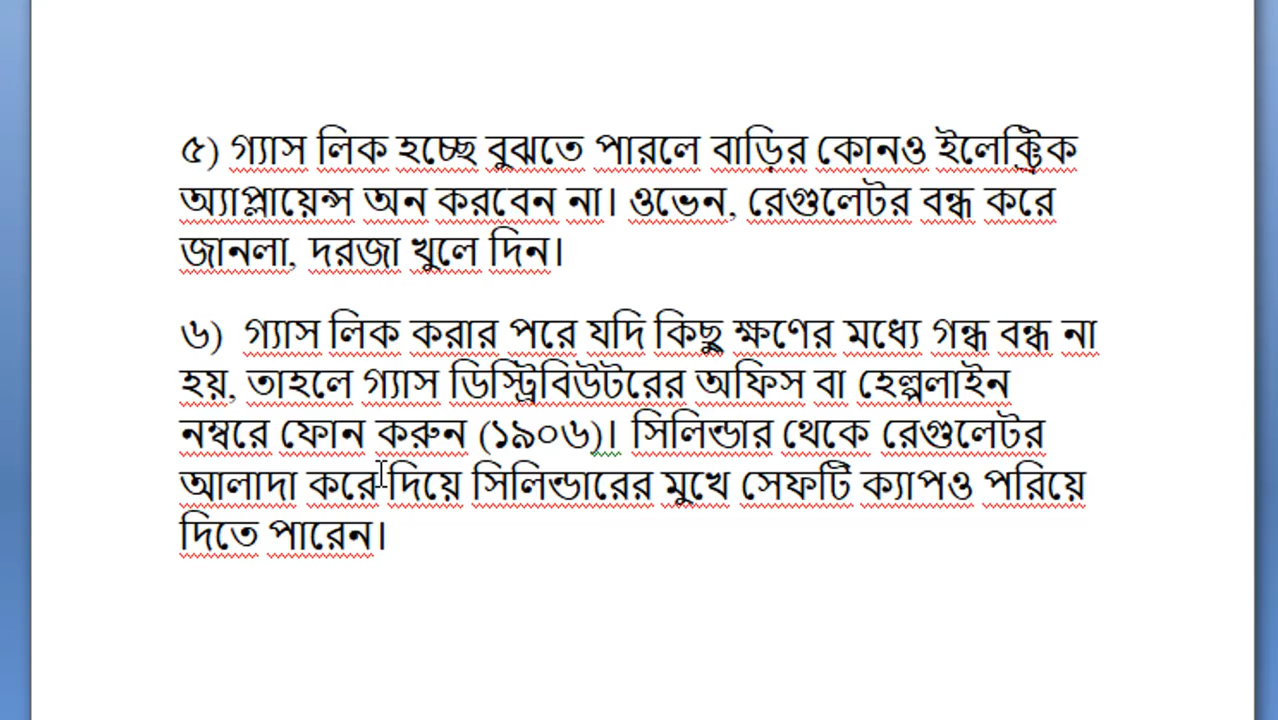 ৫) গ্যাস লিক হচ্ছে বুঝতে পারলে বাড়ির কোনও ইলেক্ট্রিক
অ্যাপ্লায়েন্স অন করবেন না। ওভেন, রেগুলেটর বন্ধ করে
জানলা, দরজা খুলে দিন।
৬) গ্যাস লিক করার পরে যদি কিছু ক্ষণের মধ্যে গন্ধ বন্ধ না
হয়, তাহলে গ্যাস ডিস্ট্রিবিউটরের অফিস বা হেল্পলাইন
নম্বরে ফোন করুন (১৯০৬)। সিলিন্ডার থেকে রেগুলেটর
আলাদা করে দিয়ে সিলিন্ডারের মুখে সেফটি ক্যাপও পরিয়ে
দিতে পারেন।